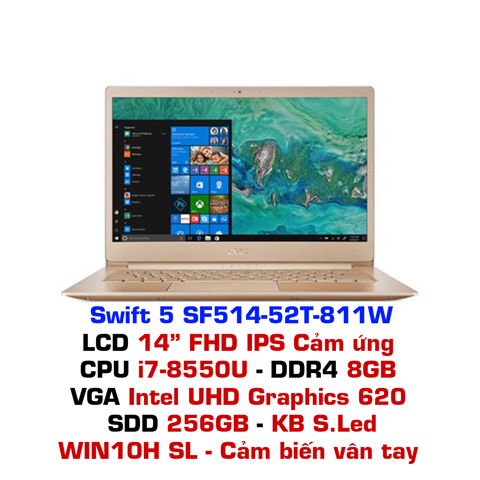 Swift 5 SF514-52T-811W
LCD 14” FHD IPS Cảm ứng
CPU i7-8550U - DDR4 8GB
VGA Intel UHD Graphics 620
SDD 256GB - KB S.Led
WIN10H SL - Cảm biến vân tay